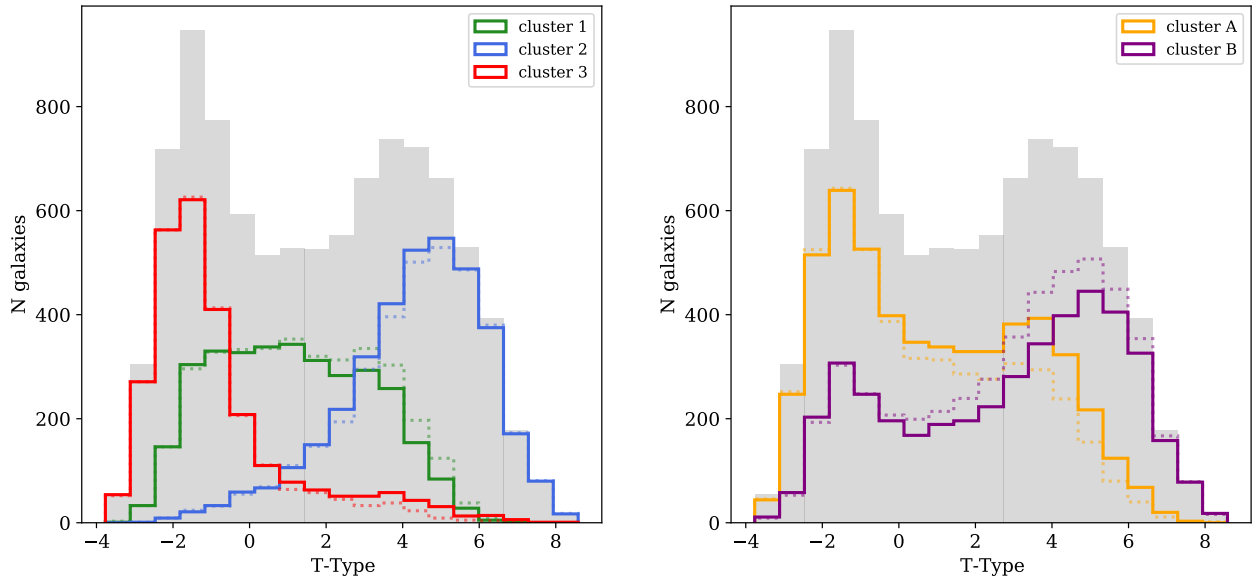 cluster 1
cluster 2
cluster 3
800
600
400
200
0
N galaxies
−4 −2 0 2 4 6 8
T-Type
cluster A
cluster B
800
600
400
200
0
N galaxies
−4 −2 0 2 4 6 8
T-Type